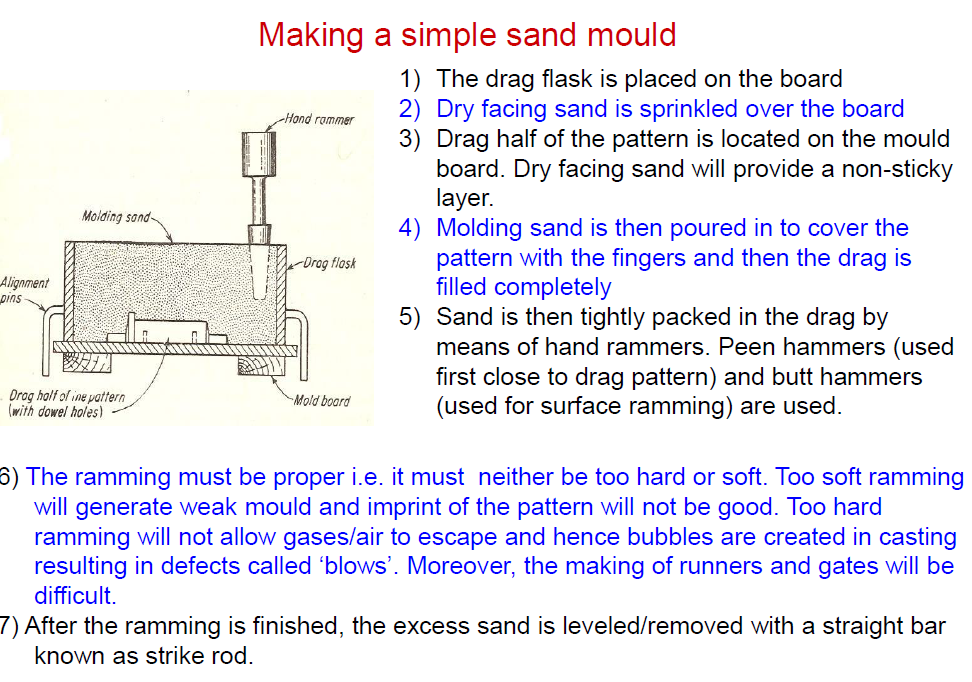 Making a simple sand mould
1) The drag flask is placed on the board
2) Dry facing sand is sprinkled over the board
3) Drag half of the pattern is located on the mould
board. Dry facing sand will provide a non-sticky
layer.
4) Molding sand is then poured in to cover the
pattern with the fingers and then the drag is
filled completely
5) Sand is then tightly packed in the drag by
means of hand rammers. Peen hammers (used
first close to drag pattern) and butt hammers
(used for surface ramming) are used.
Hand rammer
Molding sand
Drag flask
Alignment
pins
Drag half of the pattern
(with dowel holes)
Mold board
6) The ramming must be proper i.e. it must neither be too hard or soft. Too soft ramming
will generate weak mould and imprint of the pattern will not be good. Too hard
ramming will not allow gases/air to escape and hence bubbles are created in casting
resulting in defects called ‘blows’. Moreover, the making of runners and gates will be
difficult.
7) After the ramming is finished, the excess sand is leveled/removed with a straight bar
known as strike rod.